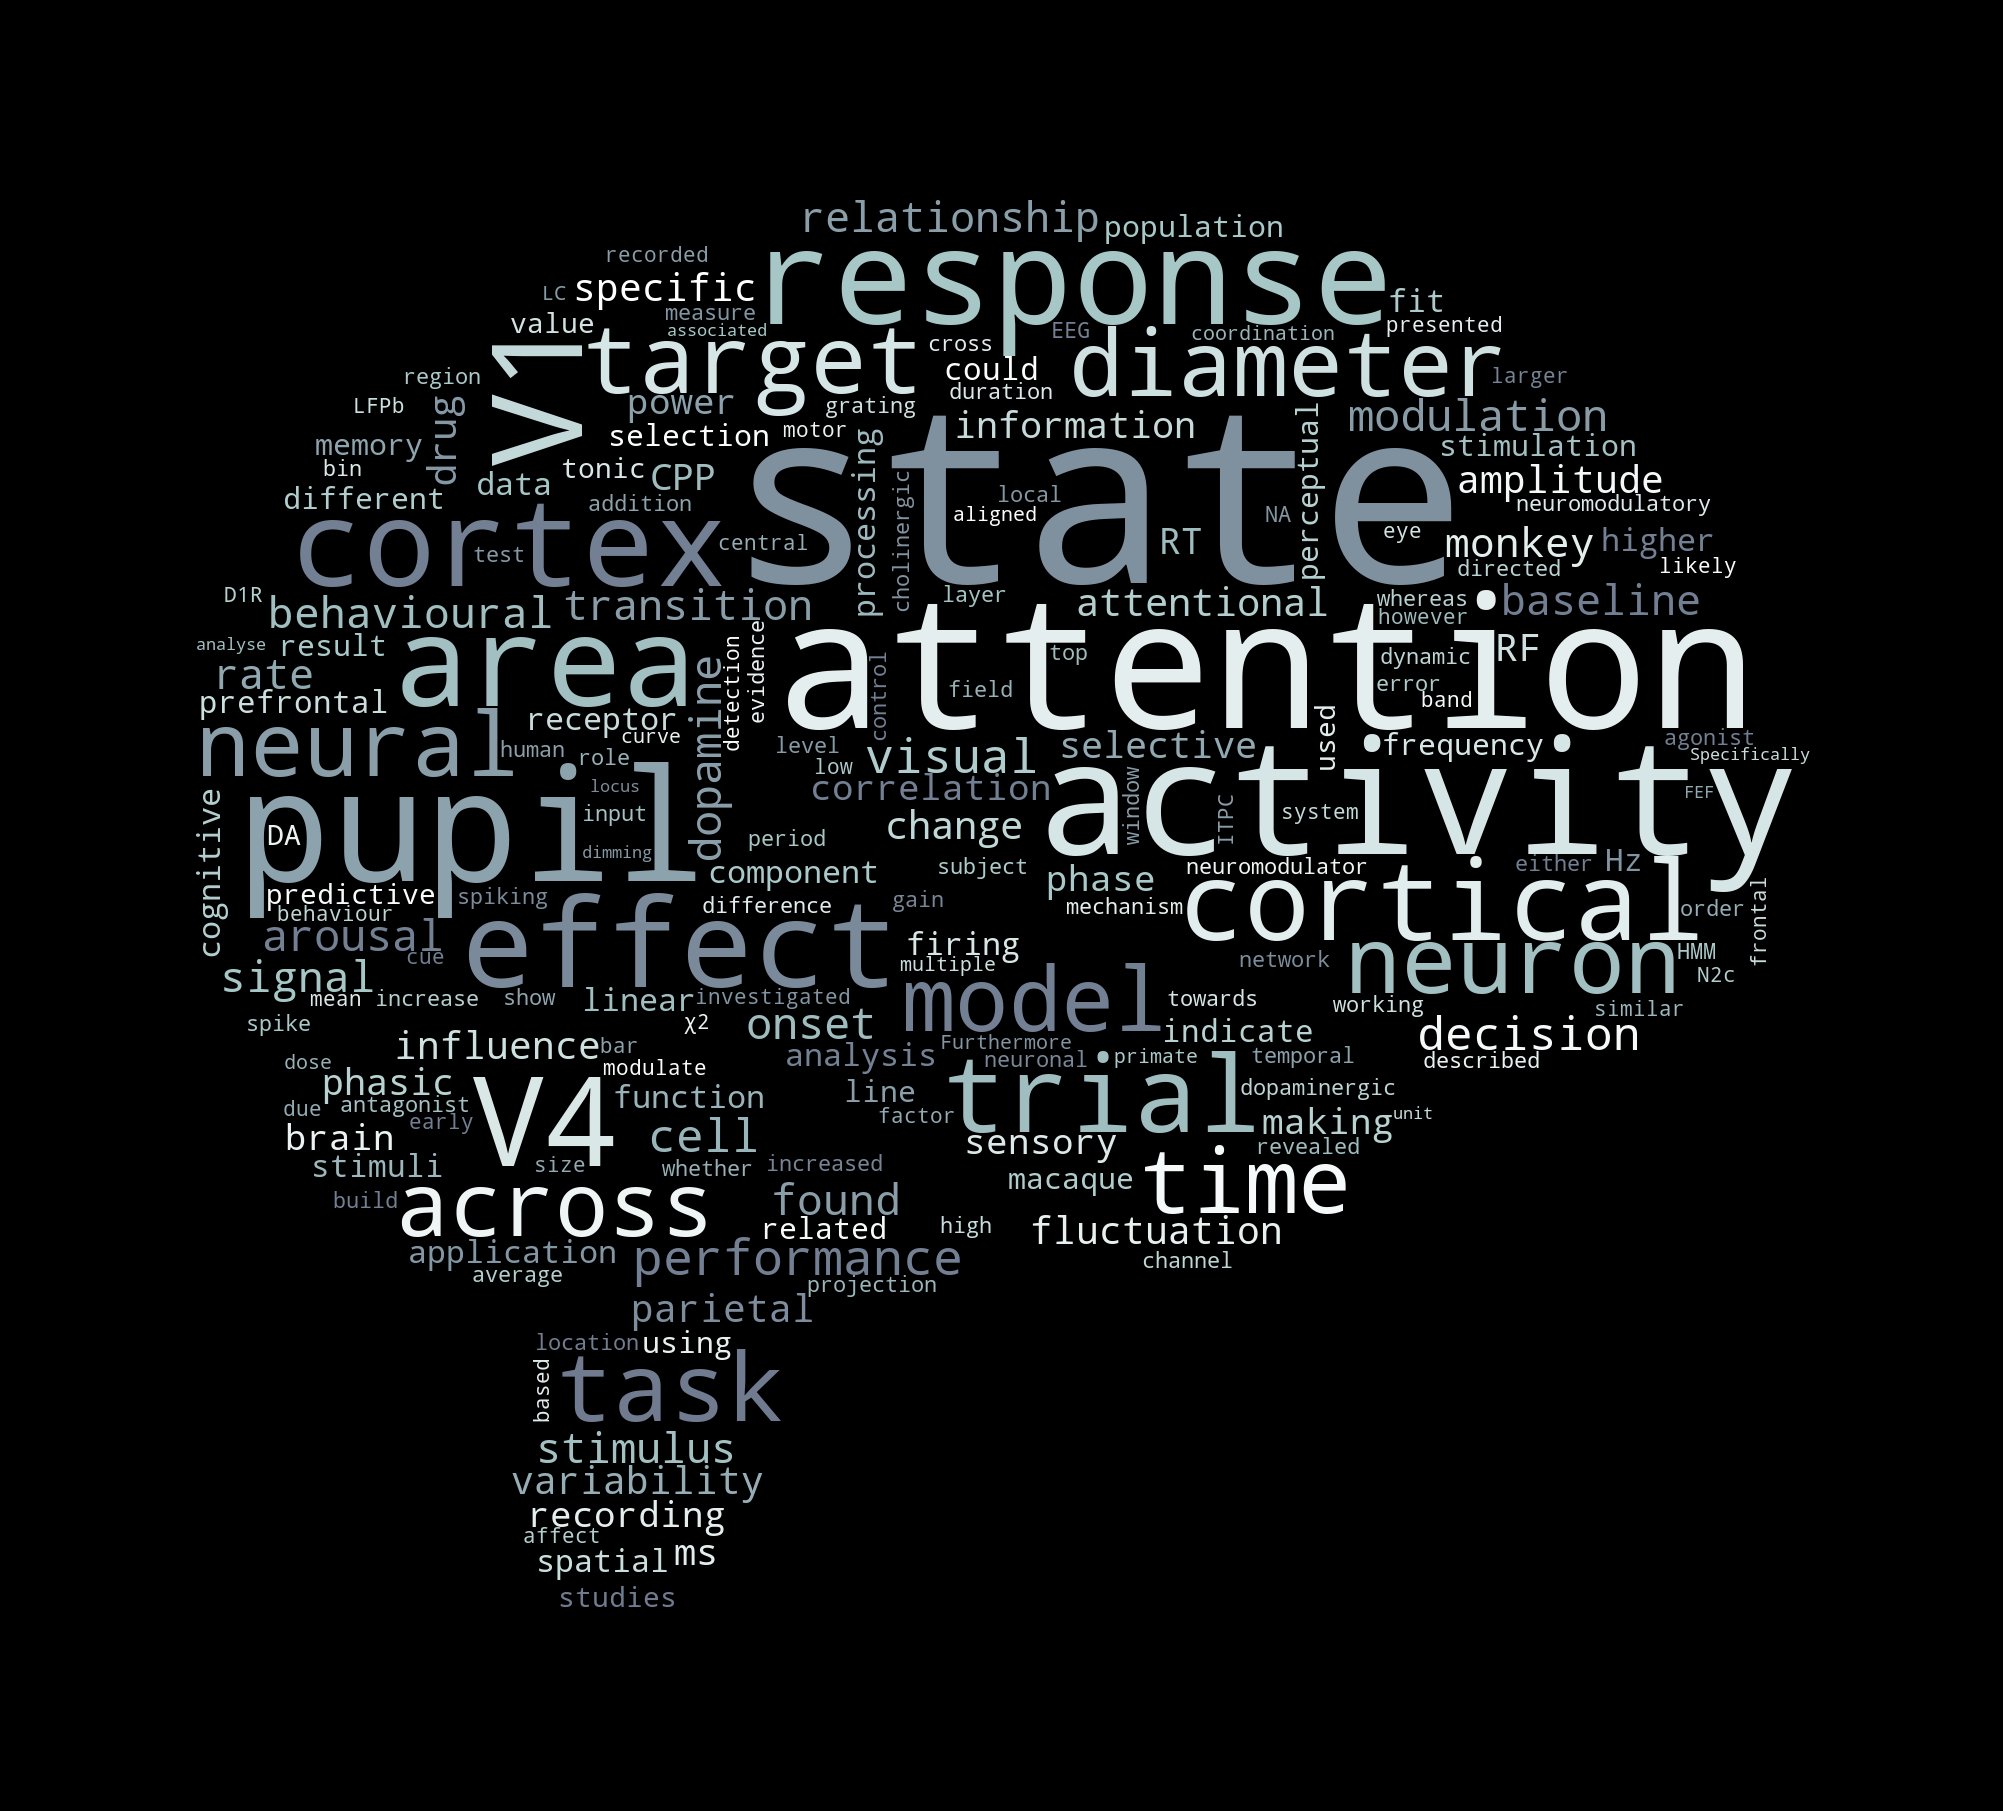 relationship
population
response
recorded
specific
LC
measure
fit
value
associated
EEG
coordination
presented
V1
target
cross
could
diameter
region
duration
larger
LFPb
drug
power
grating
information
modulation
memory
selection
motor
processing
perceptual
stimulation
bin
tonic
CPP
state
amplitude
different
data
addition
cholinergic
local
aligned
NA
neuromodulatory
cortex
test
central
RT
eye
monkey
higher
directed
likely
D1R
behavioural
transition
layer
attentional
whereas
however
baseline
analyse
result
area
detection
evidence
attention
top
dynamic
RF
rate
dopamine
control
field
error
band
prefrontal
receptor
curve
neural
human
role
level
low
visual
selective
used
frequency
agonist
Specifically
pupil
locus
correlation
window
activity
FEF
cognitive
DA
input
change
ITPC
system
dimming
period
component
subject
phase
neuromodulator
cortical
either
Hz
predictive
spiking
difference
gain
mechanism
order
frontal
behaviour
arousal
cue
effect
firing
multiple
network
neuron
HMM
N2c
signal
mean
increase
show
linear
investigated
model
towards
working
similar
spike
χ2
onset
indicate
decision
influence
bar
analysis
Furthermore
neuronal
primate
temporal
described
dose
modulate
phasic
V4
function
line
trial
dopaminergic
due
antagonist
early
factor
making
unit
brain
cell
sensory
revealed
stimuli
size
whether
increased
macaque
time
build
across
found
related
high
fluctuation
application
performance
channel
average
projection
parietal
location
using
based
task
stimulus
variability
recording
affect
spatial
ms
studies